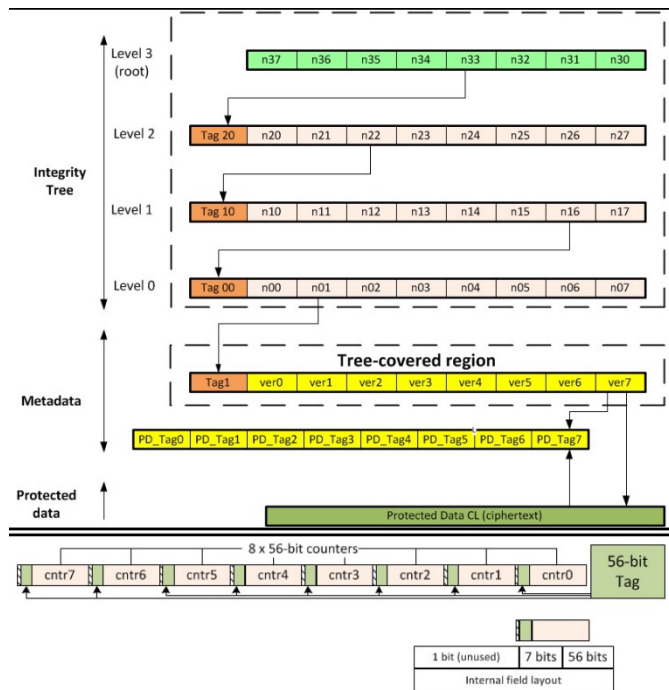 Level 3
(root)
n37 n36 n35 n34 n33 n32 n31 n30
Level 2
Tag 20 n20 n21 n22 n23 n24 n25 n26 n27
Integrity
Tree
Level 1
Tag 10 n10 n11 n12 n13 n14 n15 n16 n17
Level 0
Tag 00 n00 n01 n02 n03 n04 n05 n06 n07
Tree-covered region
Tag1 ver0 ver1 ver2 ver3 ver4 ver5 ver6 ver7
Metadata
PD_Tag0 PD_Tag1 PD_Tag2 PD_Tag3 PD_Tag4 PD_Tag5 PD_Tag6 PD_Tag7
Protected
data
Protected Data CL (ciphertext)
8 x 56-bit counters
cntr7 cntr6 cntr5 cntr4 cntr3 cntr2 cntr1 cntr0
56-bit
Tag
1 bit (unused) 7 bits 56 bits
Internal field layout